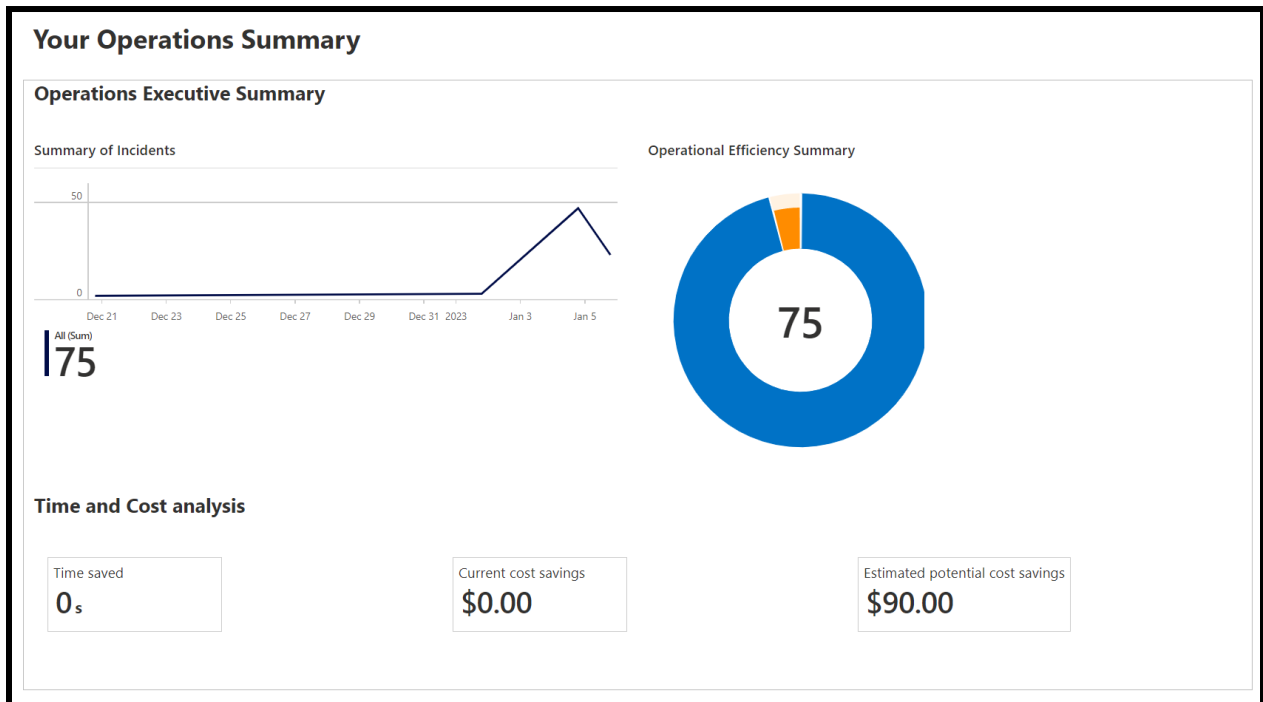 Your Operations Summary
Operations Executive Summary
Summary of Incidents
Operational Efficiency Summary
50
0
Dec 21 Dec 23 Dec 25 Dec 27 Dec 29 Dec 31 2023 Jan 3 Jan 5
All (Sum)
75
75
Time and Cost analysis
Time saved
0 s
Current cost savings
$0.00
Estimated potential cost savings
$90.00